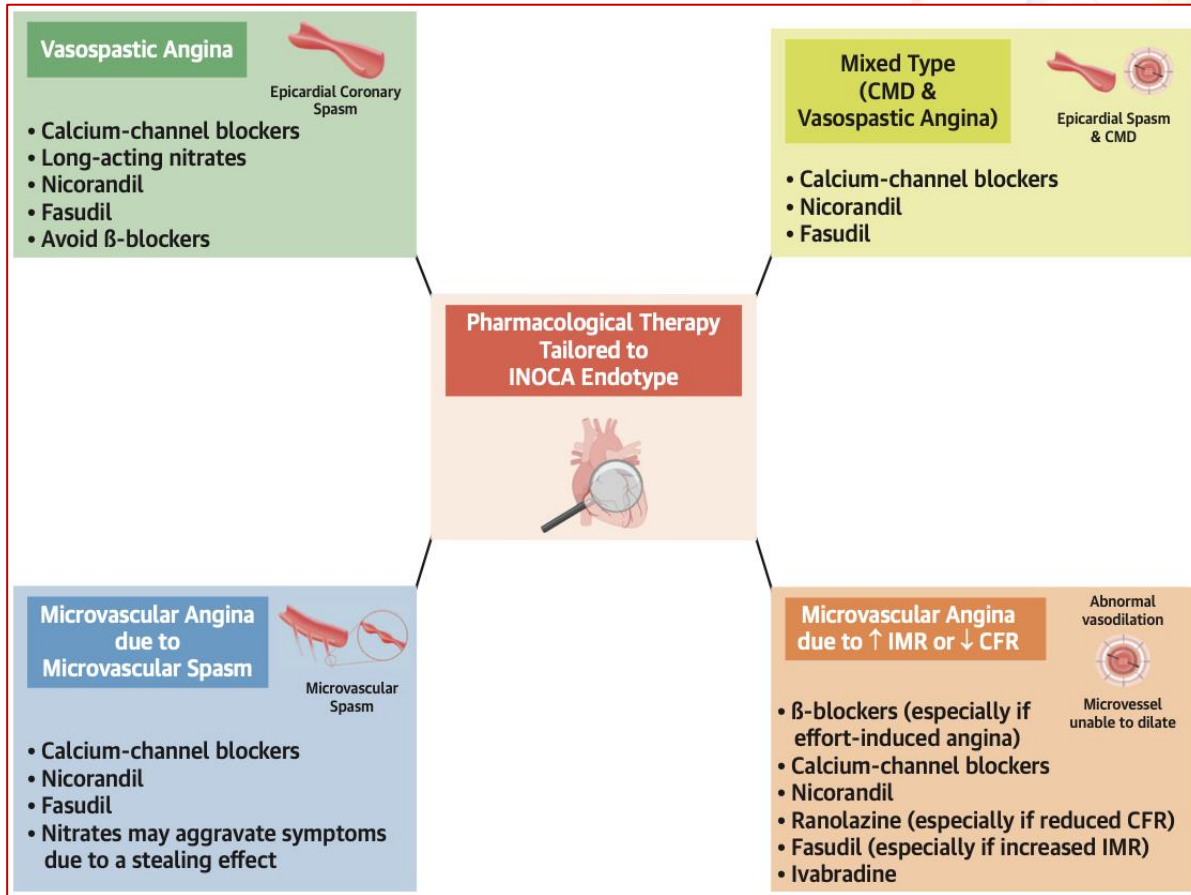 Vasospastic Angina
Epicardial Coronary
Spasm
• Calcium-channel blockers
• Long-acting nitrates
• Nicorandil
• Fasudil
• Avoid ß-blockers
Mixed Type
(CMD &
Vasospastic Angina)
Epicardial Spasm
& CMD
• Calcium-channel blockers
• Nicorandil
• Fasudil
Pharmacological Therapy
Tailored to
INOCA Endotype
Microvascular Angina
due to
Microvascular Spasm
Microvascular
Spasm
• Calcium-channel blockers
• Nicorandil
• Fasudil
• Nitrates may aggravate symptoms
due to a stealing effect
Microvascular Angina
due to ↑ IMR or ↓ CFR
Abnormal
vasodilation
Microvessel
unable to dilate
• ß-blockers (especially if
effort-induced angina)
• Calcium-channel blockers
• Nicorandil
• Ranolazine (especially if reduced CFR)
• Fasudil (especially if increased IMR)
• Ivabradine